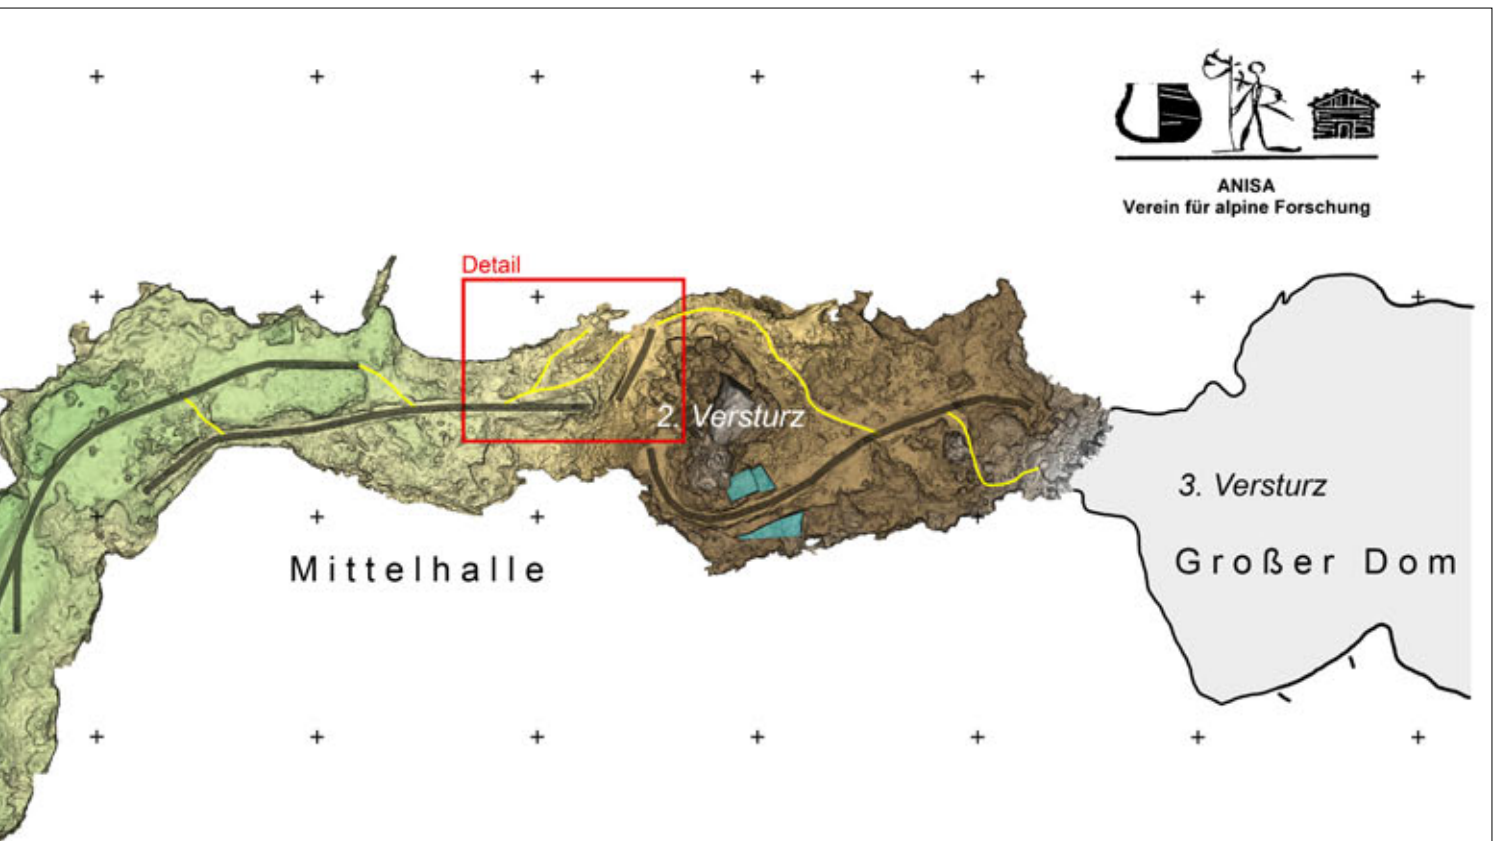 ANISA
Verein für alpine Forschung
Detail
2. Versturz
3. Versturz
Mittelhalle
Großer Dom